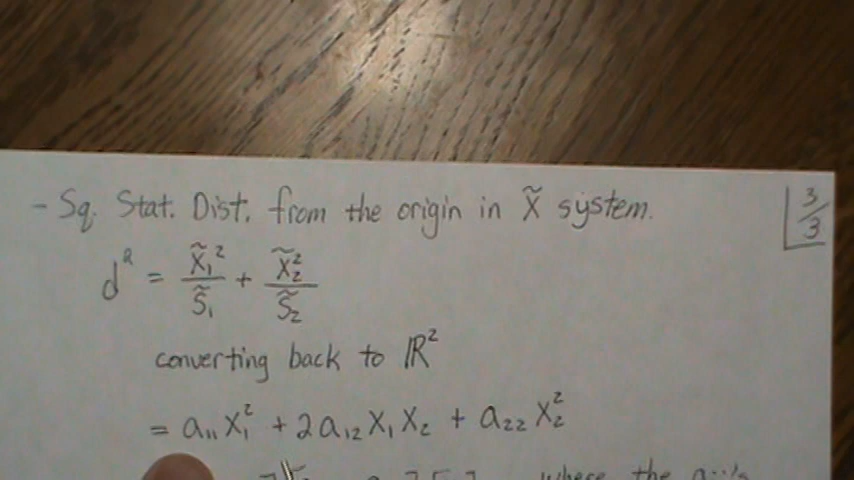 - Sq. Stat. Dist. from the origin in X̃ system.
3/3
d² = X̃₁²/S̃₁ + X̃₂²/S̃₂
converting back to ℝ²
= a₁₁X₁² + 2a₁₂X₁X₂ + a₂₂X₂²
where the